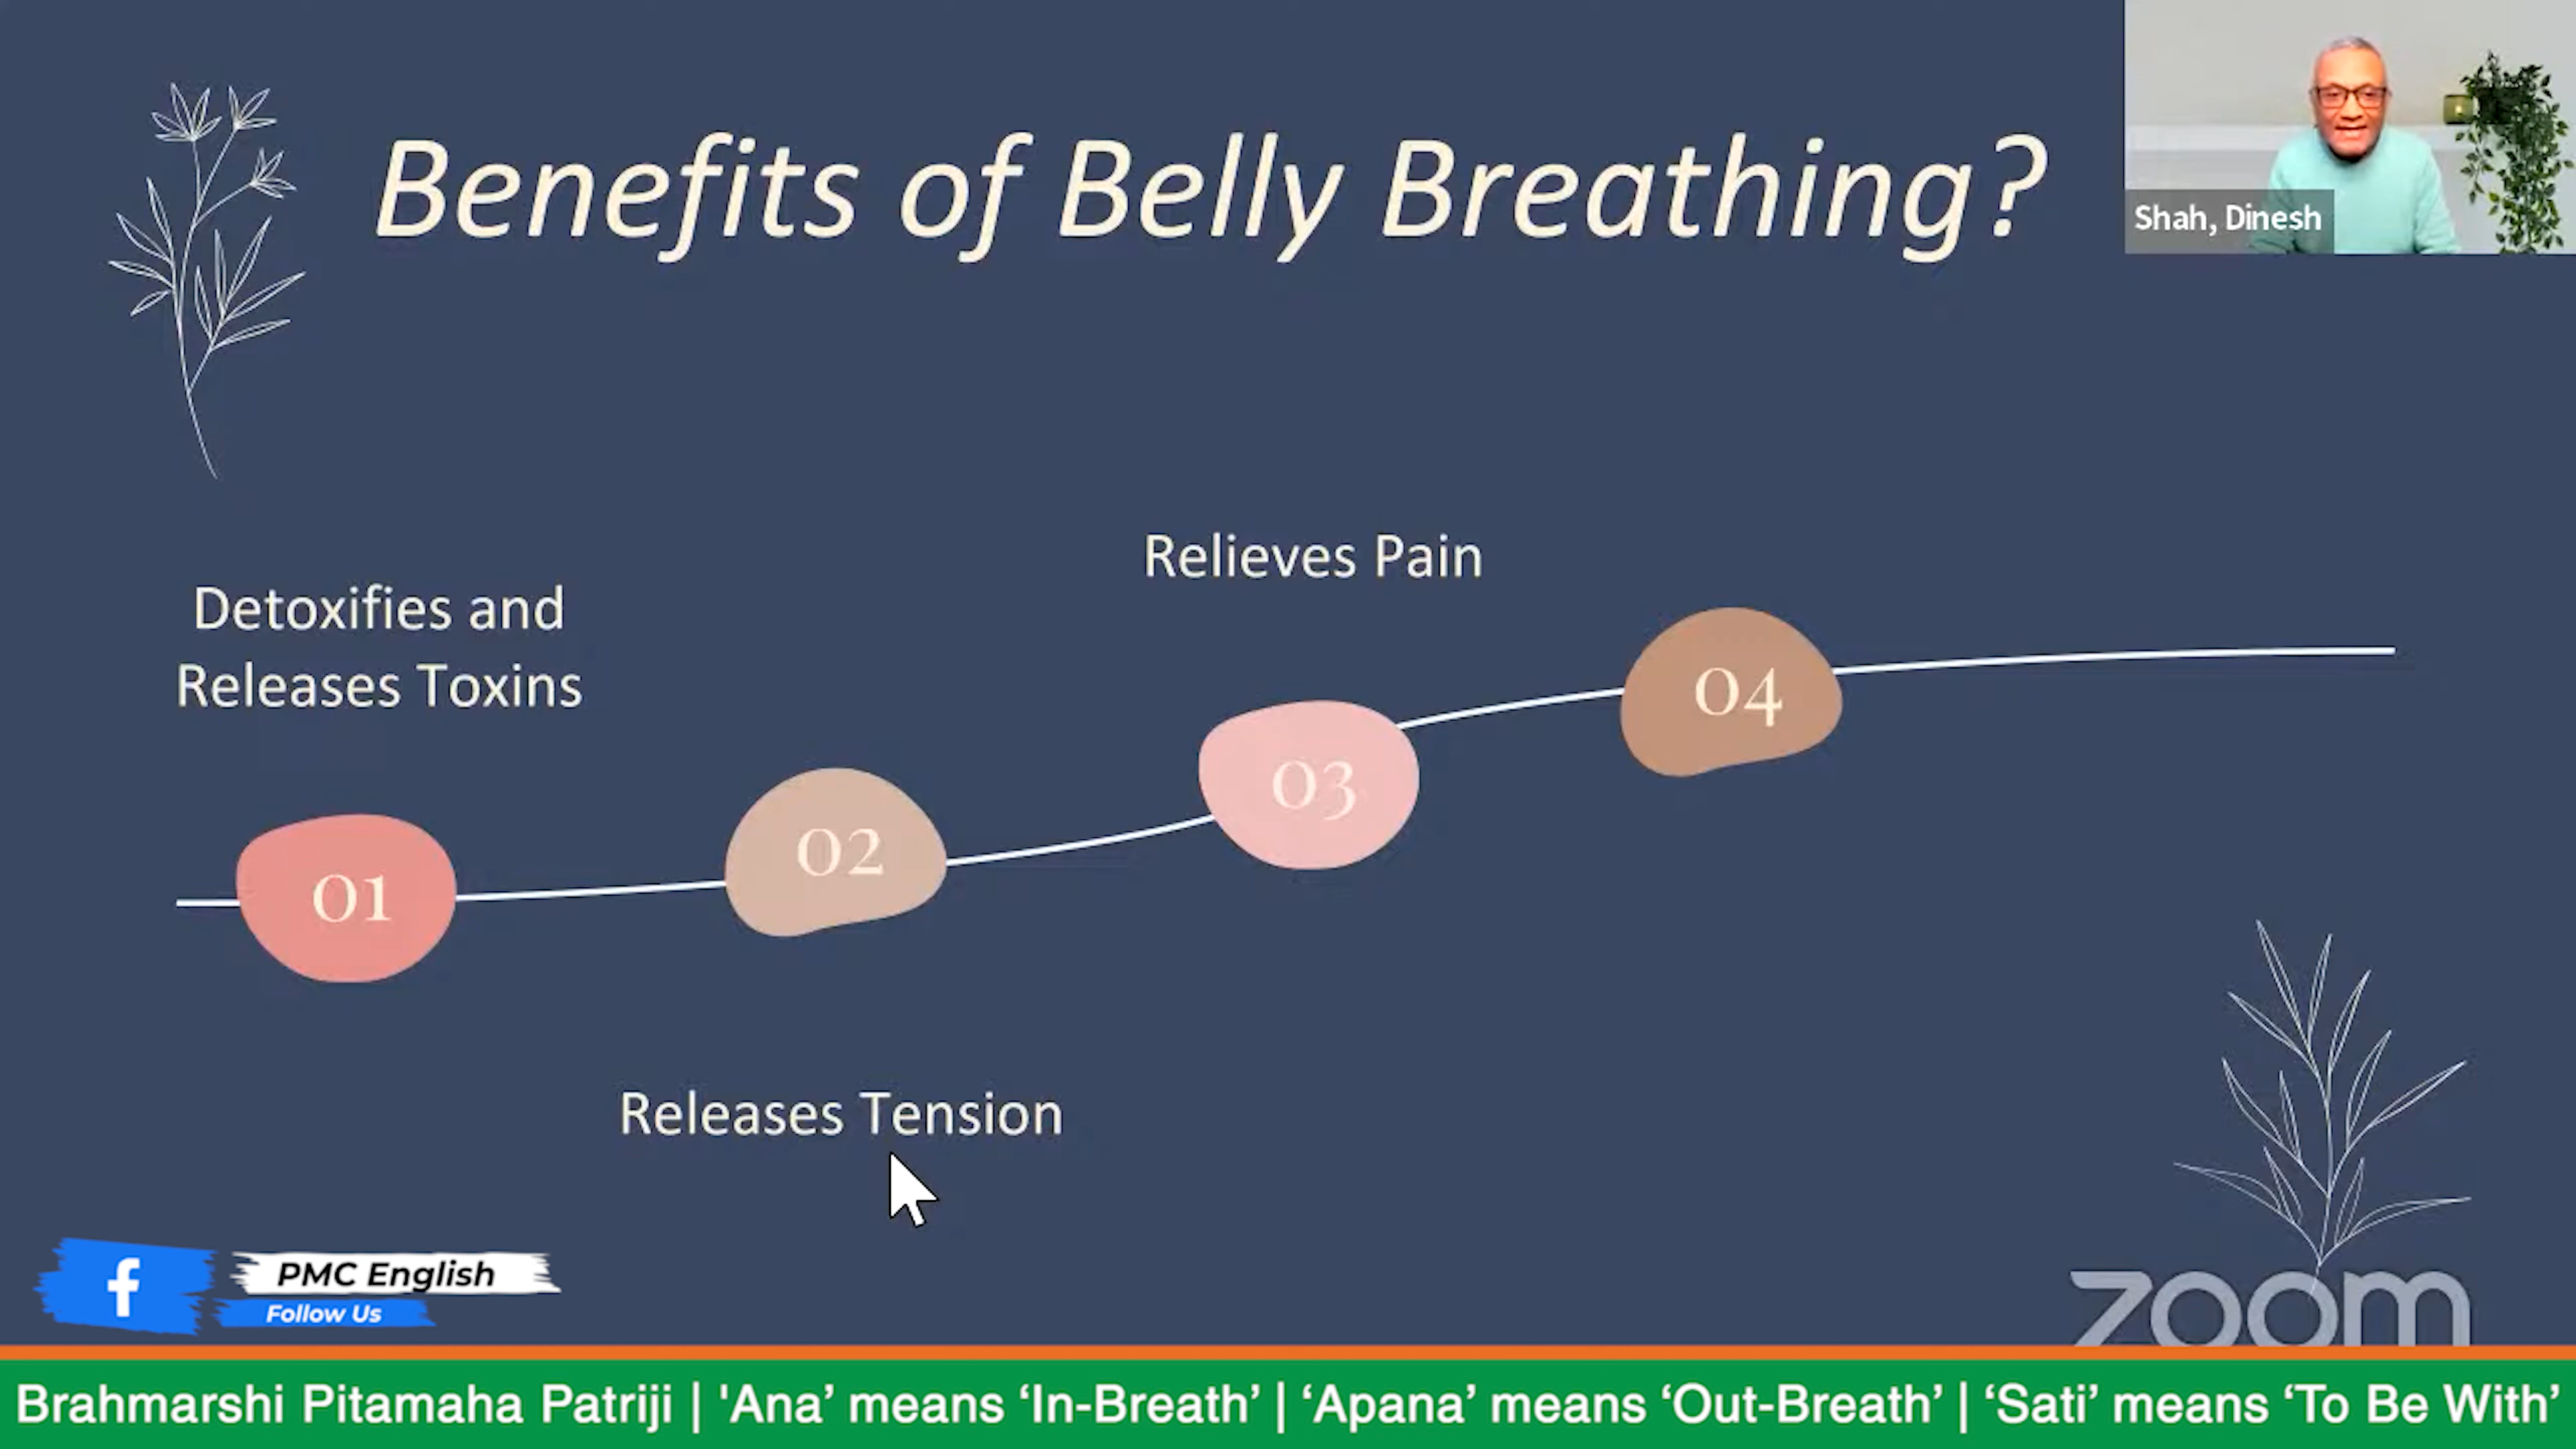 Benefits of Belly Breathing?
Shah, Dinesh
Detoxifies and
Releases Toxins
Relieves Pain
01
02
03
04
Releases Tension
PMC English
Follow Us
zoom
Brahmarshi Pitamaha Patriji | 'Ana’ means ‘In-Breath’ | ‘Apana’ means ‘Out-Breath’ | ‘Sati’ means ‘To Be With’